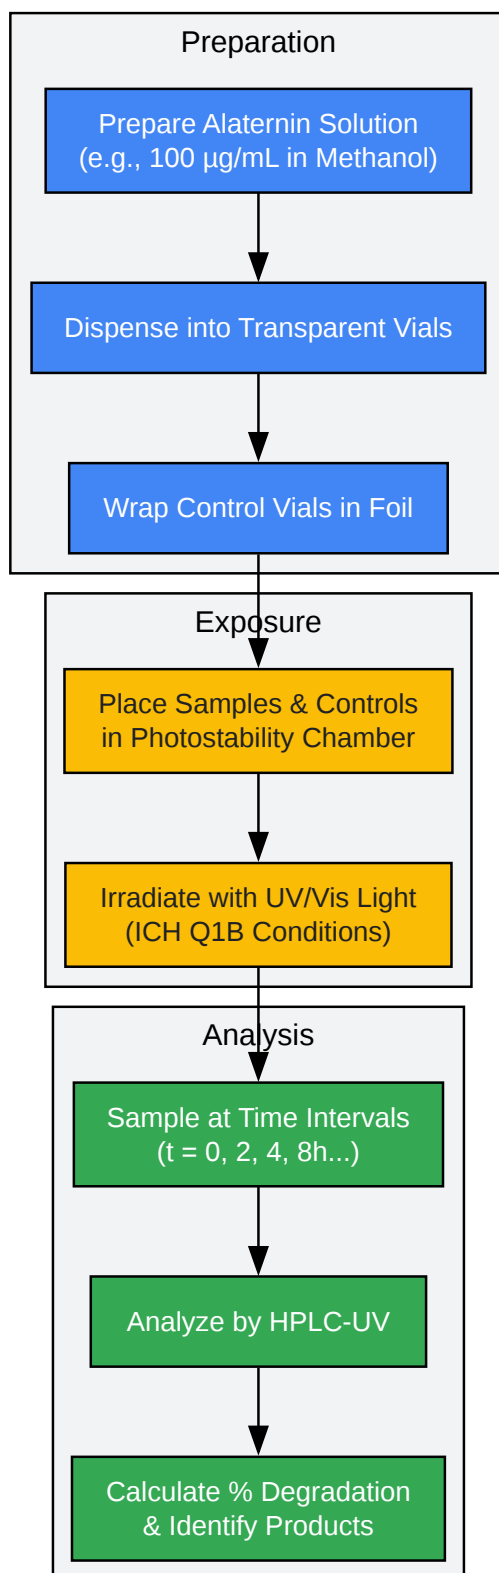 Preparation
Prepare Alaternin Solution
(e.g., 100 µg/mL in Methanol)
Dispense into Transparent Vials
Wrap Control Vials in Foil
Exposure
Place Samples & Controls
in Photostability Chamber
Irradiate with UV/Vis Light
(ICH Q1B Conditions)
Analysis
Sample at Time Intervals
(t = 0, 2, 4, 8h...)
Analyze by HPLC-UV
Calculate % Degradation
& Identify Products